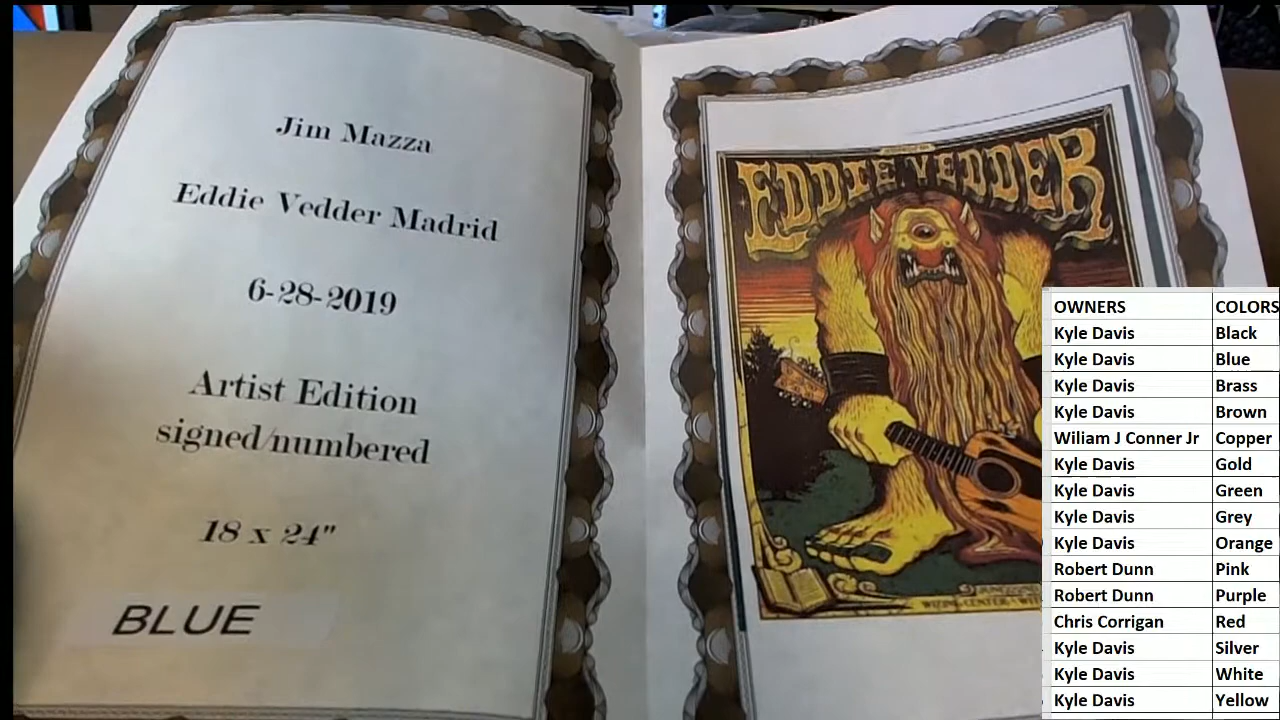 Jim Mazza
Eddie Vedder Madrid
6-28-2019
Artist Edition
signed/numbered
18 x 24"
BLUE
EDDIE VEDDER
WIZINK CENTER
OWNERS COLORS
Kyle Davis Black
Kyle Davis Blue
Kyle Davis Brass
Kyle Davis Brown
Wiliam J Conner Jr Copper
Kyle Davis Gold
Kyle Davis Green
Kyle Davis Grey
Kyle Davis Orange
Robert Dunn Pink
Robert Dunn Purple
Chris Corrigan Red
Kyle Davis Silver
Kyle Davis White
Kyle Davis Yellow